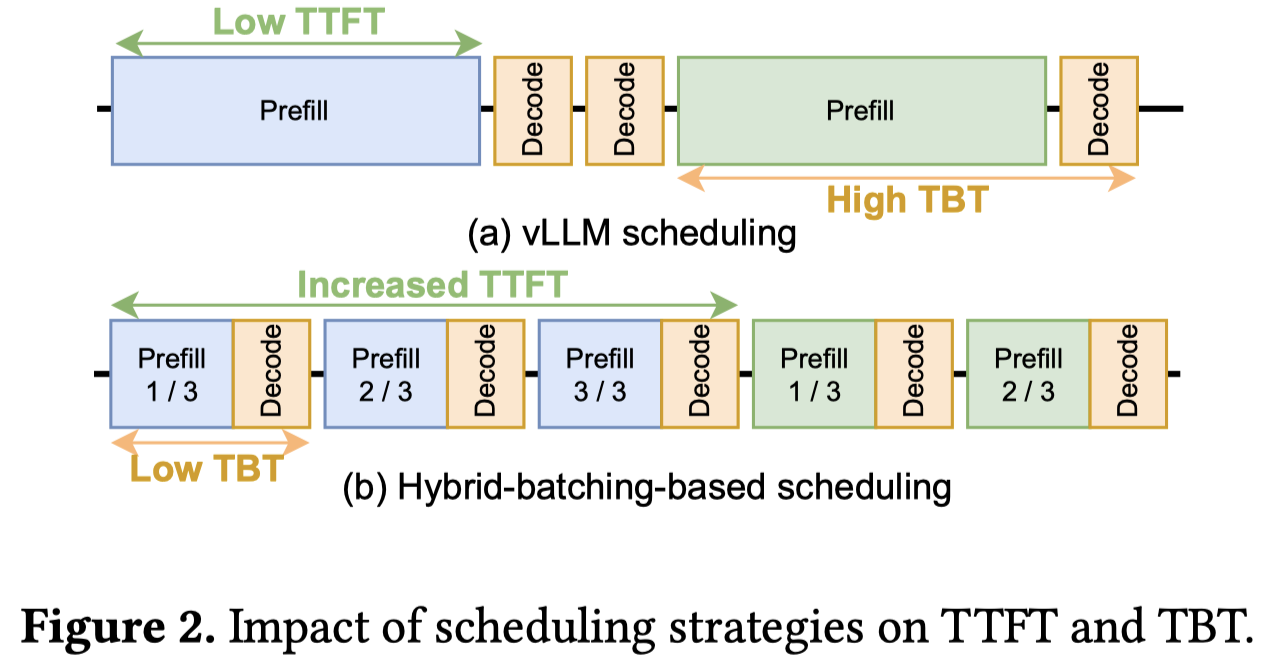 Low TTFT
Prefill
Decode
Decode
Prefill
Decode
High TBT
(a) vLLM scheduling
Increased TTFT
Prefill
1 / 3
Decode
Prefill
2 / 3
Decode
Prefill
3 / 3
Decode
Prefill
1 / 3
Decode
Prefill
2 / 3
Decode
Low TBT
(b) Hybrid-batching-based scheduling
Figure 2. Impact of scheduling strategies on TTFT and TBT.